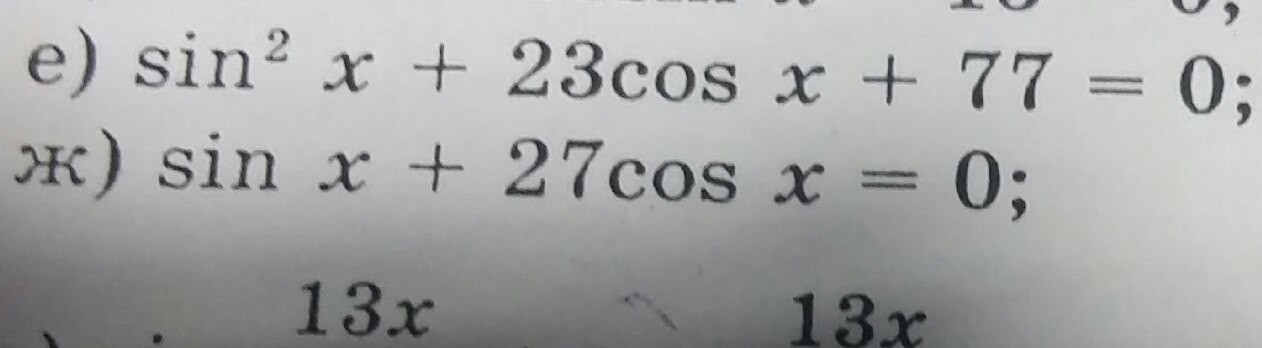 е) sin² x + 23cos x + 77 = 0;
ж) sin x + 27cos x = 0;
13x 13x